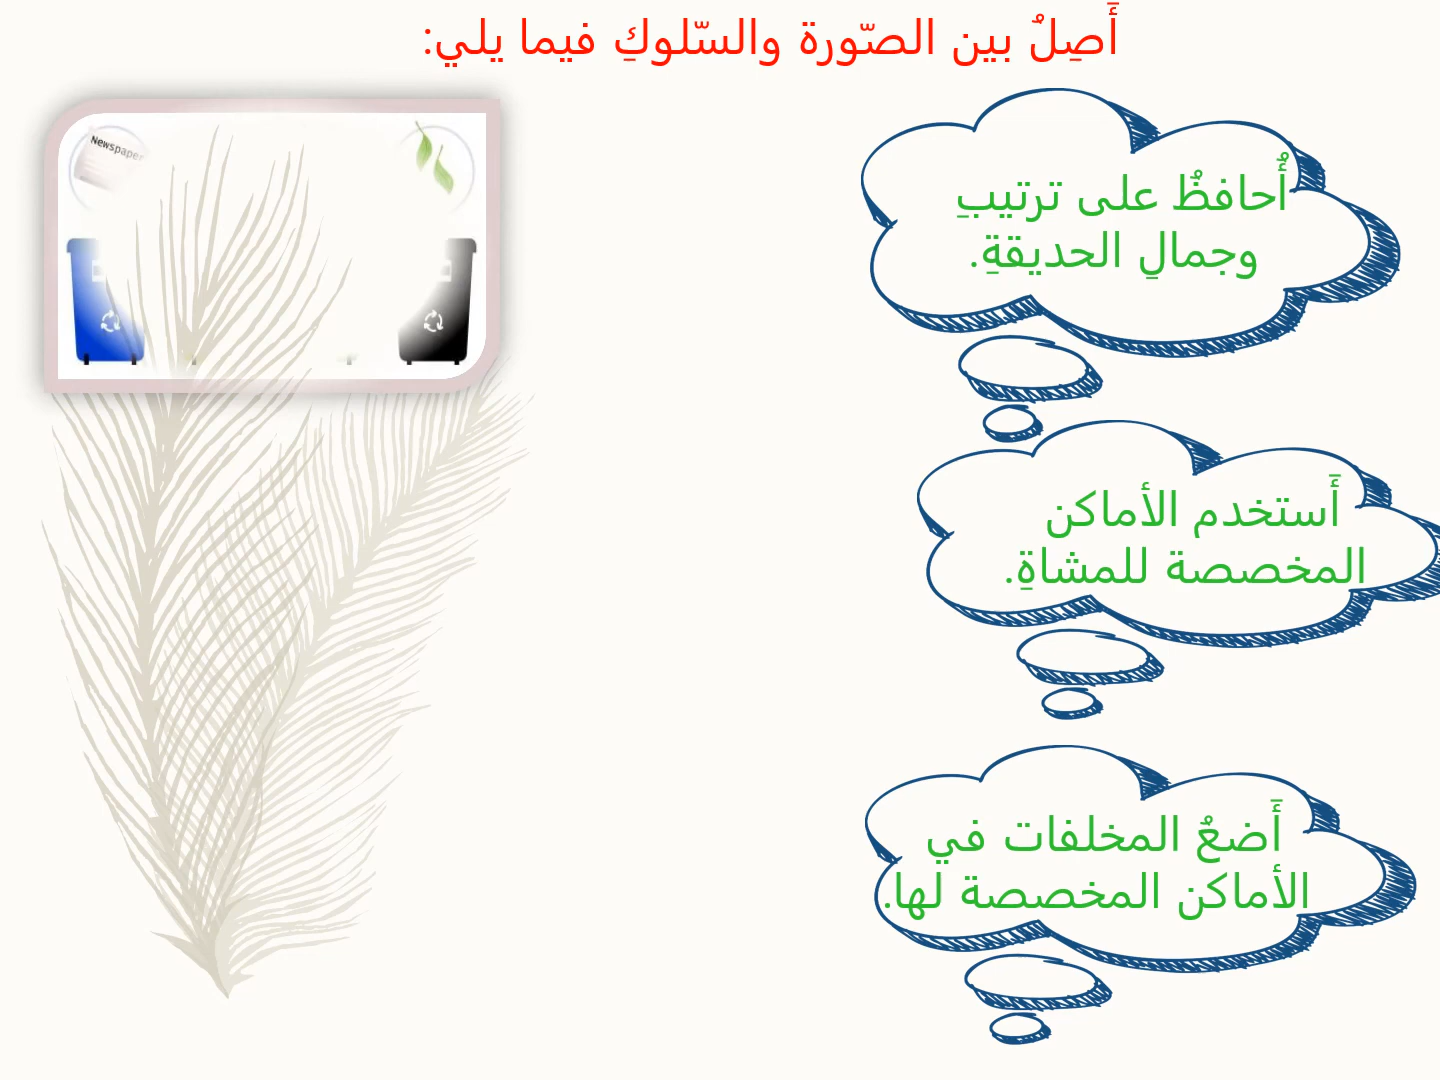 أَصِلُ بين الصّورة والسّلوكِ فيما يلي:
Newspaper
أُحافظُ على ترتيبِ
وجمالِ الحديقةِ.
أَستخدم الأماكن
المخصصة للمشاةِ.
أَضعُ المخلفات في
الأماكن المخصصة لها.